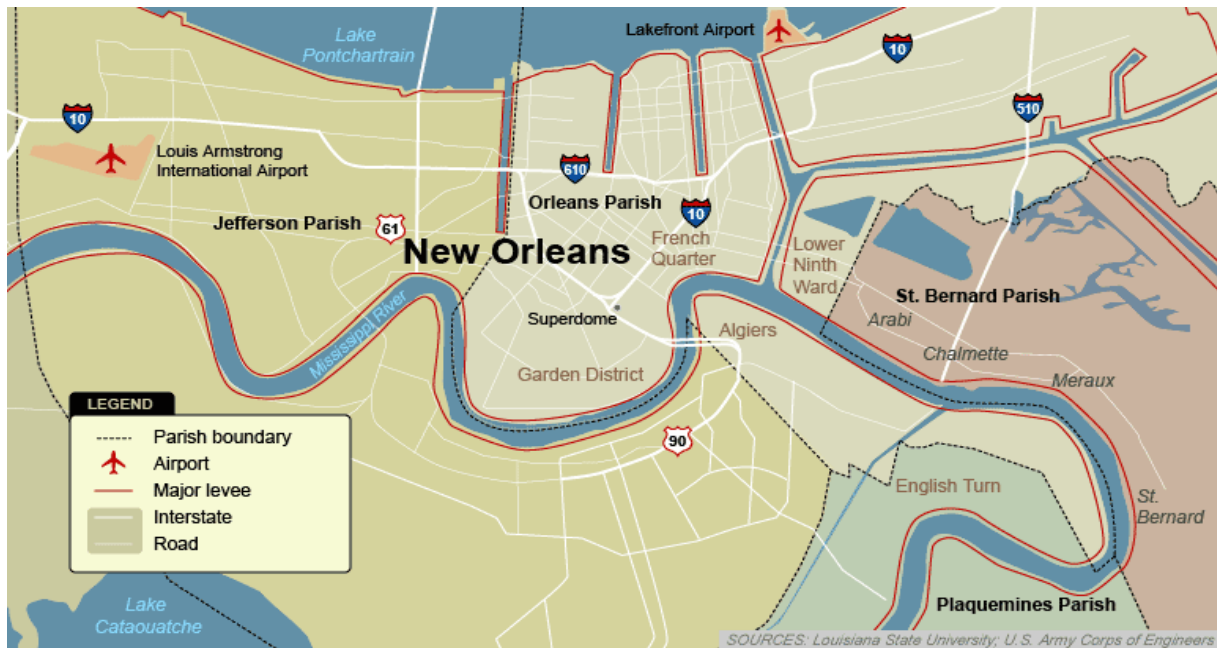 Lake
Pontchartrain
Lakefront Airport
10
10
510
Louis Armstrong
International Airport
610
Orleans Parish
10
Jefferson Parish
61
New Orleans
French
Quarter
Lower
Ninth
Ward
St. Bernard Parish
Mississippi River
Superdome
Algiers
Arabi
Chalmette
Meraux
Garden District
90
English Turn
St.
Bernard
LEGEND
Parish boundary
Airport
Major levee
Interstate
Road
Lake
Cataouatche
Plaquemines Parish
SOURCES: Louisiana State University; U.S. Army Corps of Engineers